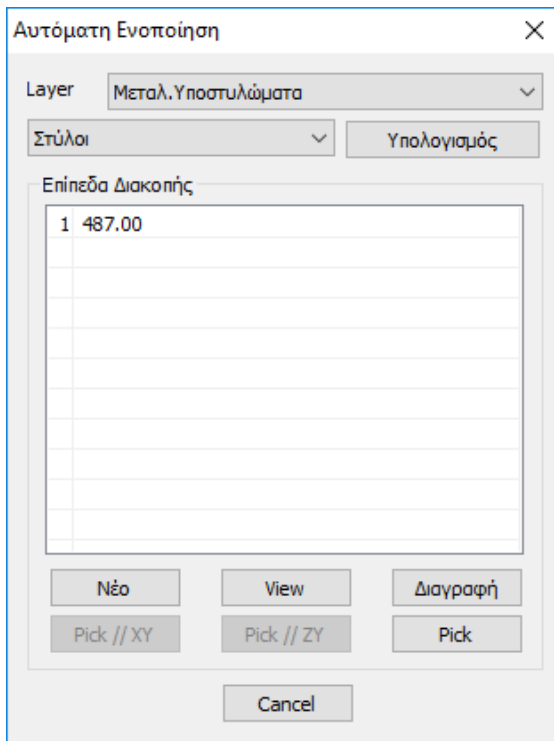 Αυτόματη Ενοποίηση
Layer Μεταλ.Υποστυλώματα
Στύλοι Υπολογισμός
Επίπεδα Διακοπής
1 487.00
Νέο View Διαγραφή
Pick // XY Pick // ZY Pick
Cancel